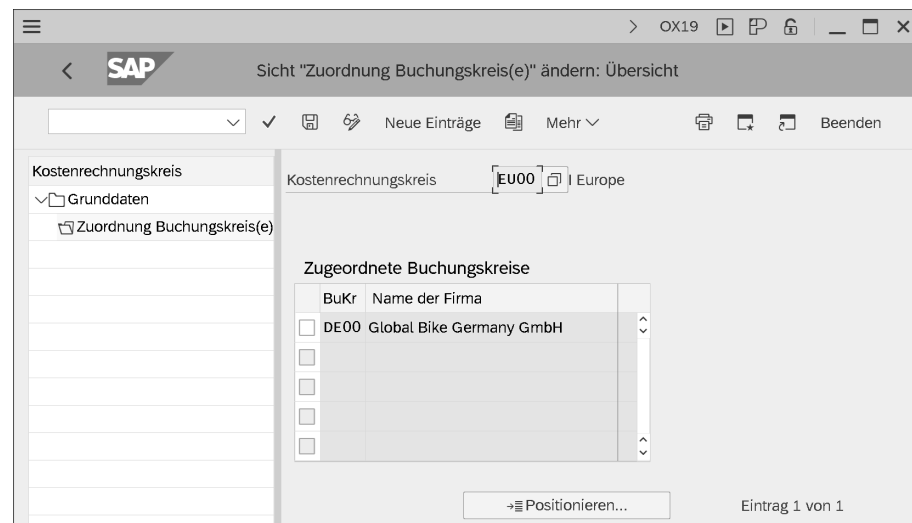 OX19
SAP
Sicht "Zuordnung Buchungskreis(e)" ändern: Übersicht
Neue Einträge Mehr Beenden
Kostenrechnungskreis
Grunddaten
Zuordnung Buchungskreis(e)
Kostenrechnungskreis EU00 l Europe
Zugeordnete Buchungskreise
BuKr Name der Firma
DE00 Global Bike Germany GmbH
Positionieren... Eintrag 1 von 1